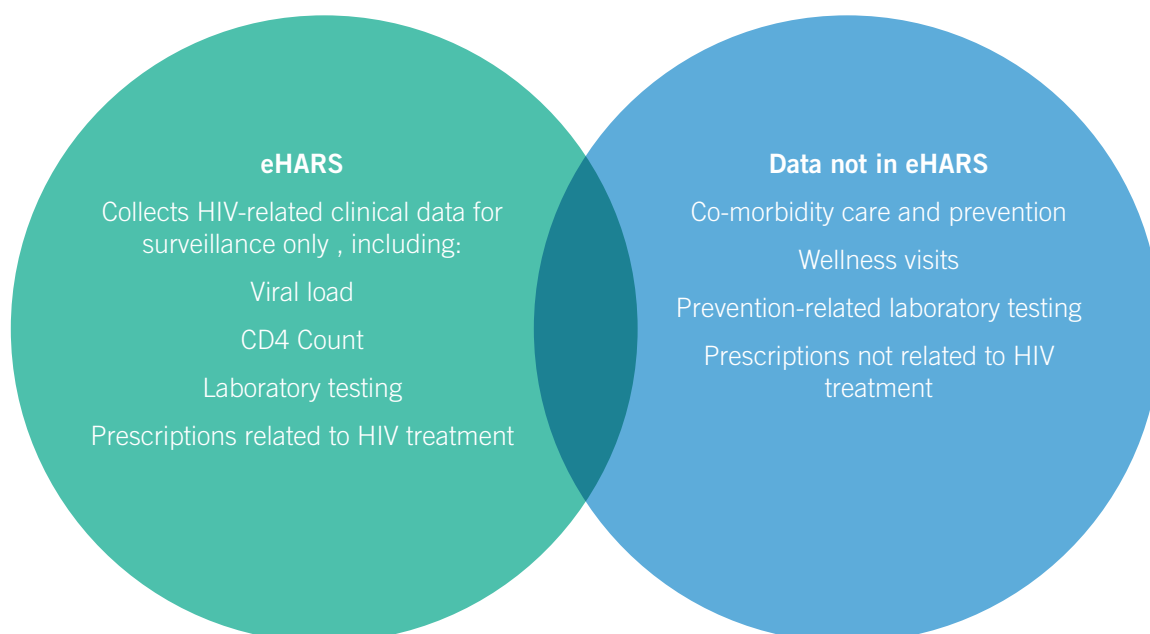 eHARS
Collects HIV-related clinical data for
surveillance only , including:
Viral load
CD4 Count
Laboratory testing
Prescriptions related to HIV treatment
Data not in eHARS
Co-morbidity care and prevention
Wellness visits
Prevention-related laboratory testing
Prescriptions not related to HIV
treatment